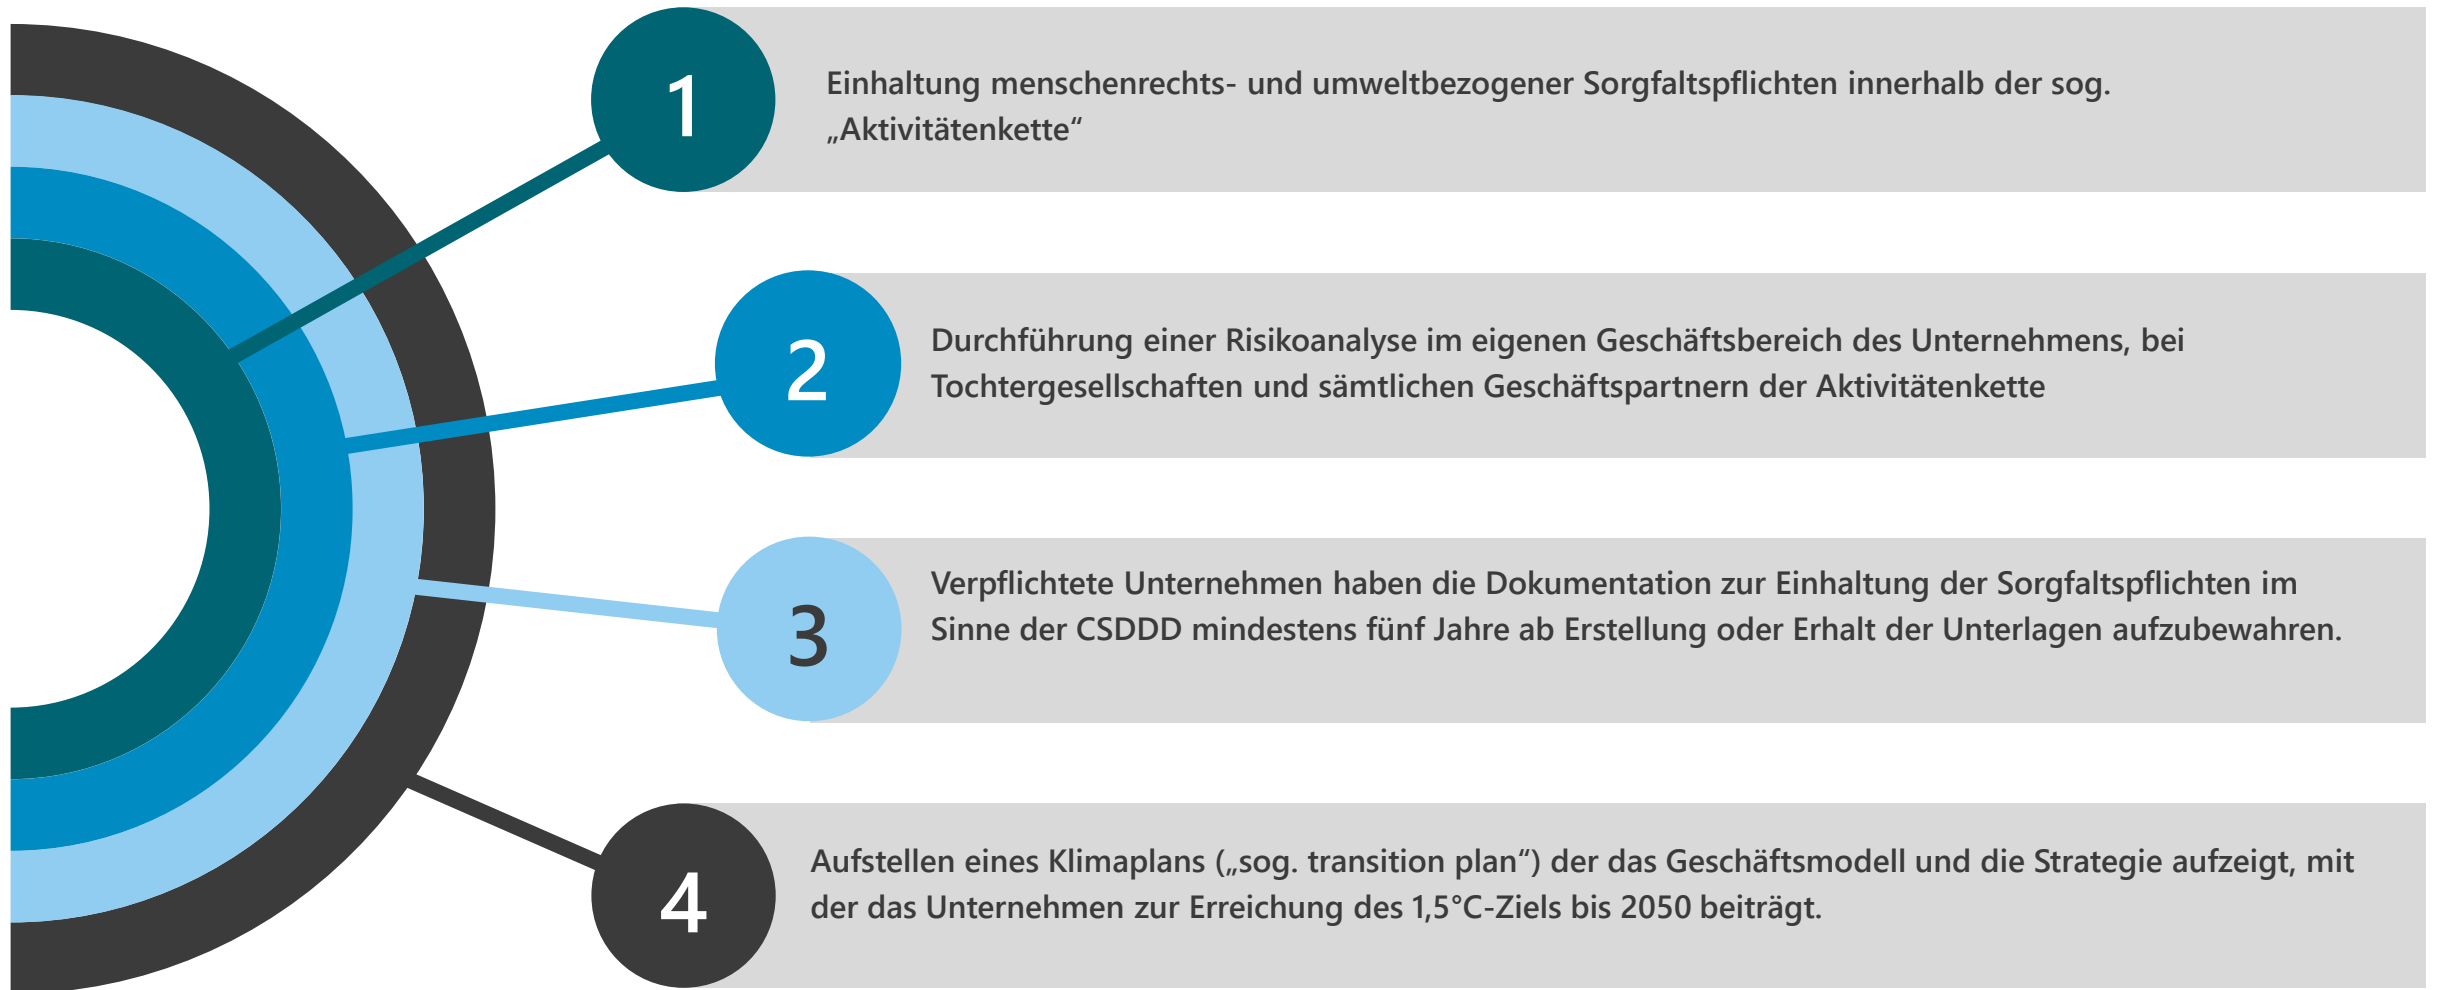 1
Einhaltung menschenrechts- und umweltbezogener Sorgfaltspflichten innerhalb der sog.
„Aktivitätenkette“
2
Durchführung einer Risikoanalyse im eigenen Geschäftsbereich des Unternehmens, bei
Tochtergesellschaften und sämtlichen Geschäftspartnern der Aktivitätenkette
3
Verpflichtete Unternehmen haben die Dokumentation zur Einhaltung der Sorgfaltspflichten im
Sinne der CSDDD mindestens fünf Jahre ab Erstellung oder Erhalt der Unterlagen aufzubewahren.
4
Aufstellen eines Klimaplans („sog. transition plan“) der das Geschäftsmodell und die Strategie aufzeigt, mit
der das Unternehmen zur Erreichung des 1,5°C-Ziels bis 2050 beiträgt.